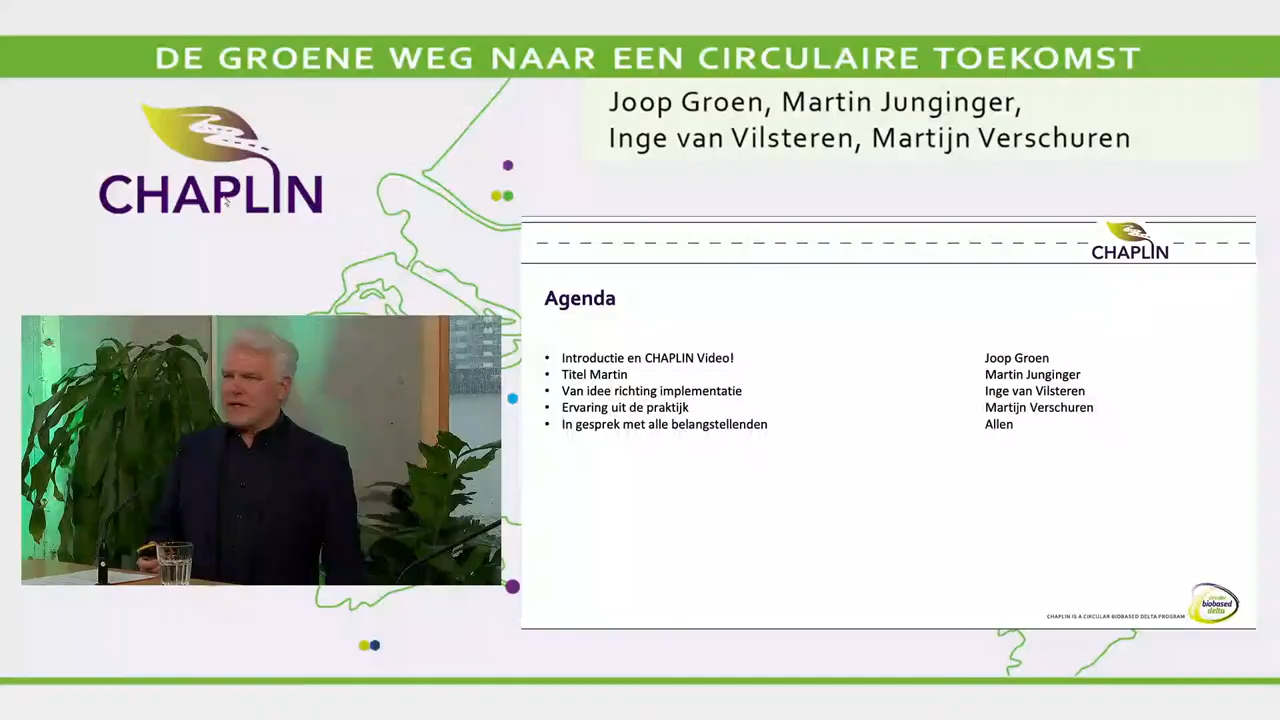 DE GROENE WEG NAAR EEN CIRCULAIRE TOEKOMST
Joop Groen, Martin Junginger,
Inge van Vilsteren, Martijn Verschuren
CHAPLIN
CHAPLIN
Agenda
• Introductie en CHAPLIN Video! Joop Groen
• Titel Martin Martin Junginger
• Van idee richting implementatie Inge van Vilsteren
• Ervaring uit de praktijk Martijn Verschuren
• In gesprek met alle belangstellenden Allen
CHAPLIN IS A CIRCULAR BIOBASED DELTA PROGRAM
circular
biobased
delta